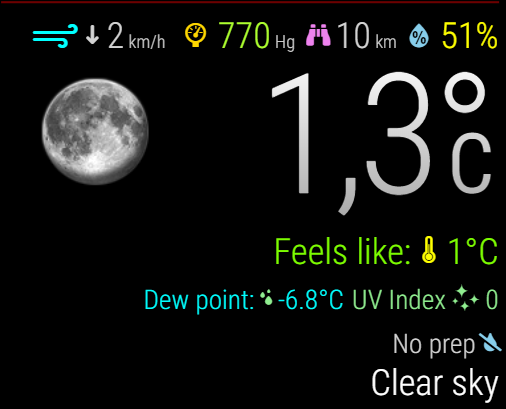 2 km/h 770 Hg 10 km % 51%
1,3°C
Feels like: 1°C
Dew point: -6.8°C UV Index 0
No prep
Clear sky